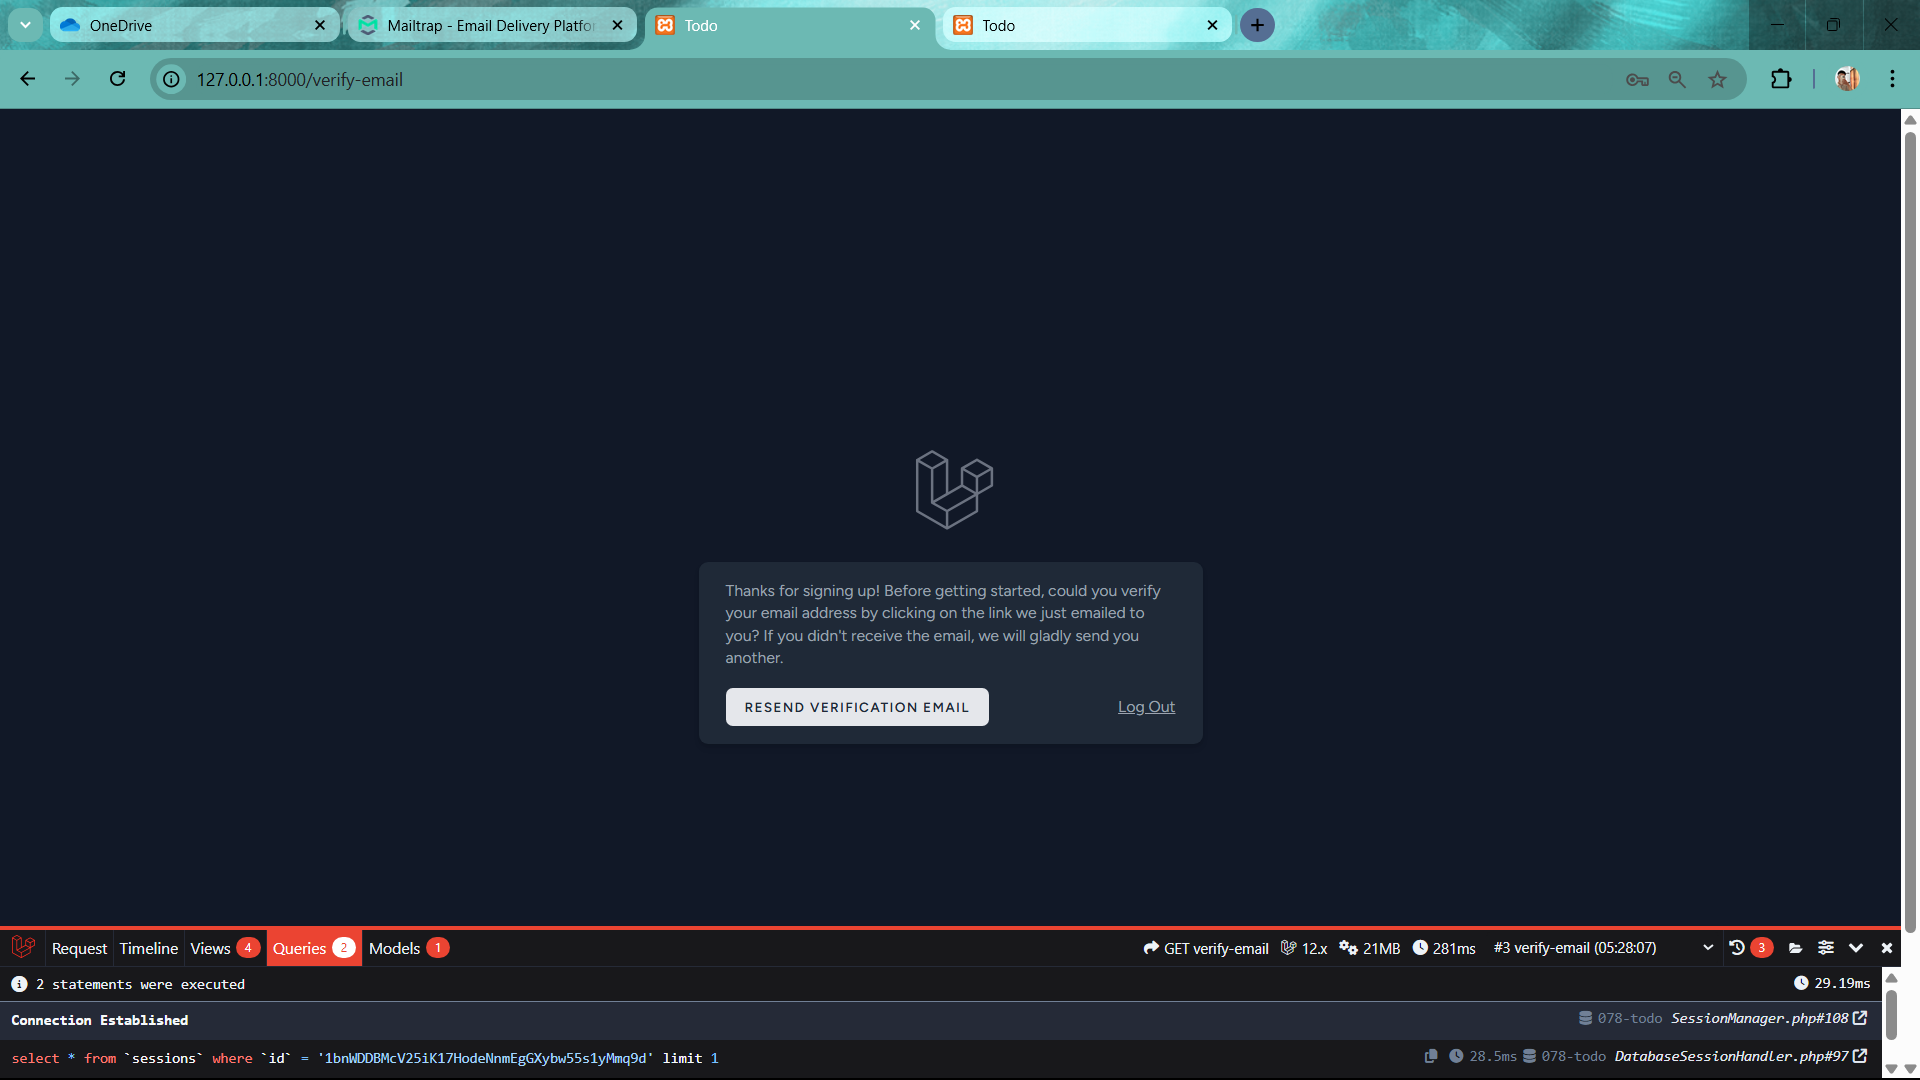 OneDrive
Mailtrap - Email Delivery Platfo
Todo
Todo
127.0.0.1:8000/verify-email
Thanks for signing up! Before getting started, could you verify
your email address by clicking on the link we just emailed to
you? If you didn't receive the email, we will gladly send you
another.
RESEND VERIFICATION EMAIL
Log Out
Request Timeline Views 4 Queries 2 Models 1 GET verify-email 12.x 21MB 281ms #3 verify-email (05:28:07) 3
2 statements were executed 29.19ms
Connection Established 078-todo SessionManager.php#108
select * from `sessions` where `id` = '1bnWDDBMcV25iK17HodeNnmEgGXybw55s1yMmq9d' limit 1 28.5ms 078-todo DatabaseSessionHandler.php#97